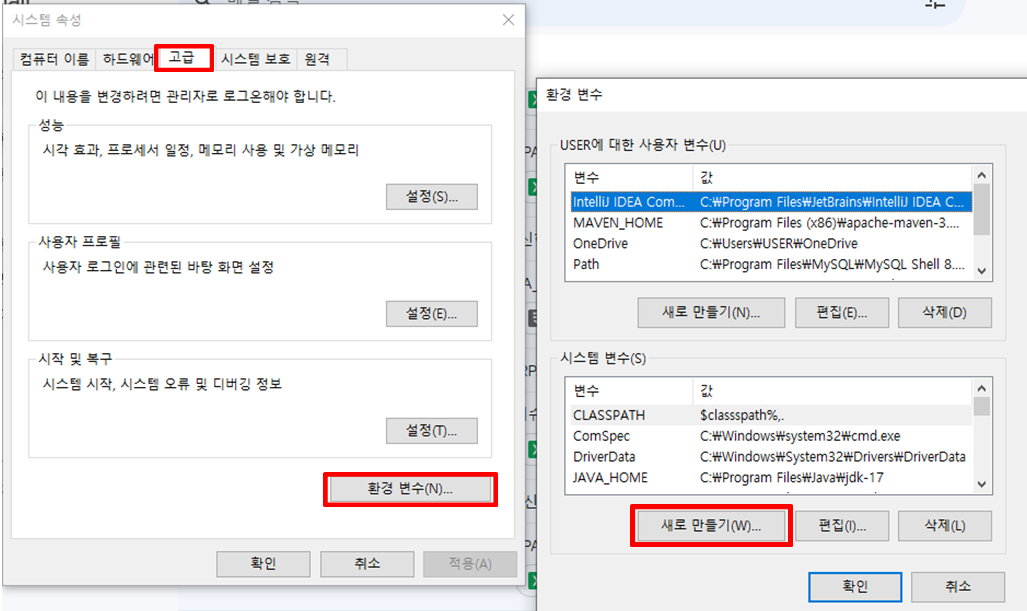 시스템 속성
컴퓨터 이름
하드웨어
고급
시스템 보호
원격
이 내용을 변경하려면 관리자로 로그온해야 합니다.
성능
시각 효과, 프로세서 일정, 메모리 사용 및 가상 메모리
설정(S)...
사용자 프로필
사용자 로그인에 관련된 바탕 화면 설정
설정(E)...
시작 및 복구
시스템 시작, 시스템 오류 및 디버깅 정보
설정(T)...
환경 변수(N)...
확인
취소
적용(A)
환경 변수
USER에 대한 사용자 변수(U)
변수 값
IntelliJ IDEA Com... C:₩Program Files₩JetBrains₩IntelliJ IDEA C...
MAVEN_HOME C:₩Program Files (x86)₩apache-maven-3....
OneDrive C:₩Users₩USER₩OneDrive
Path C:₩Program Files₩MySQL₩MySQL Shell 8....
새로 만들기(N)...
편집(E)...
삭제(D)
시스템 변수(S)
변수 값
CLASSPATH $classspath%,.
ComSpec C:₩Windows₩system32₩cmd.exe
DriverData C:₩Windows₩System32₩Drivers₩DriverData
JAVA_HOME C:₩Program Files₩Java₩jdk-17
새로 만들기(W)...
편집(I)...
삭제(L)
확인
취소